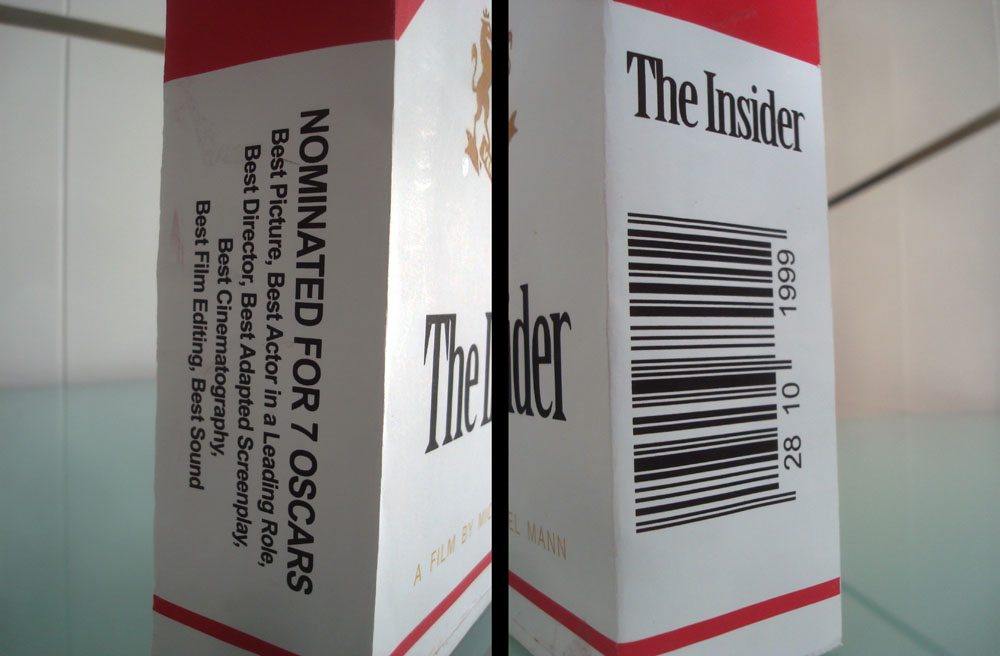 NOMINATED FOR 7 OSCARS
Best Picture, Best Actor in a Leading Role,
Best Director, Best Adapted Screenplay,
Best Cinematography,
Best Film Editing, Best Sound
The I
A FILM BY MI
ider
EL MANN
The Insider
28 10 1999